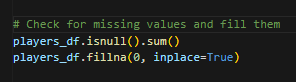 # Check for missing values and fill them
players_df.isnull().sum()
players_df.fillna(0, inplace=True)